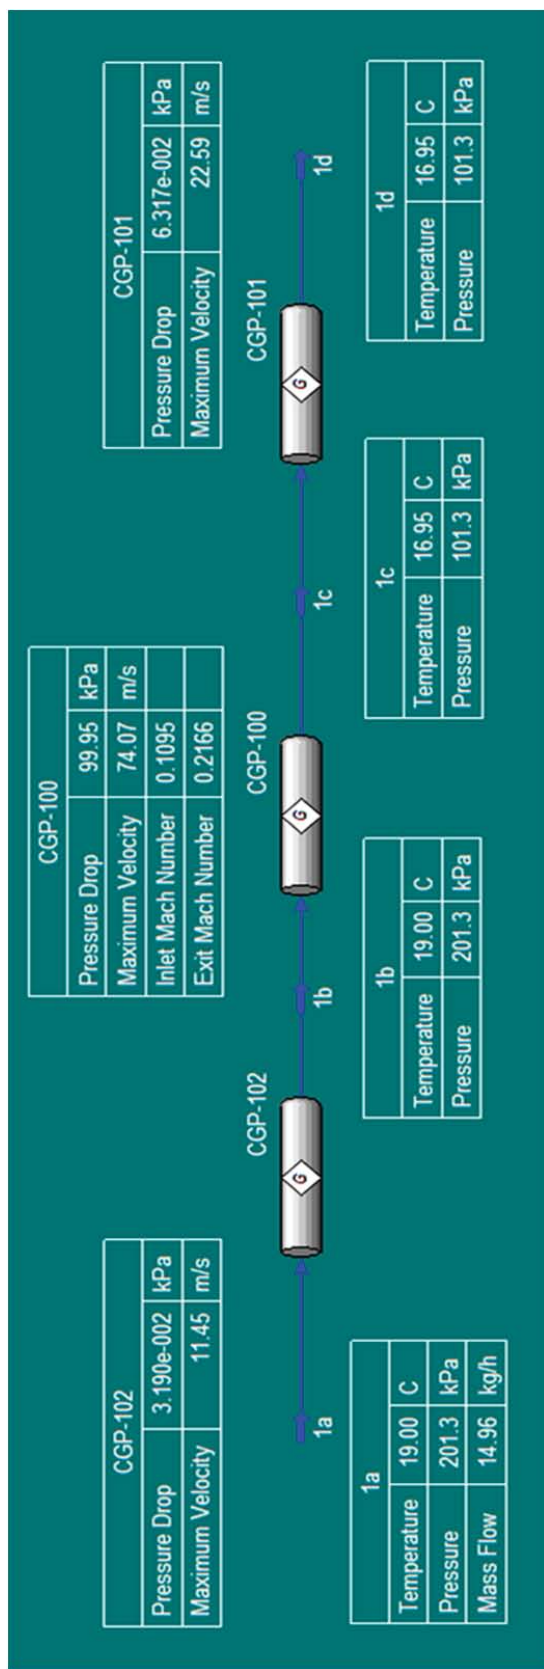 CGP-102
Pressure Drop 3.190e-002 kPa
Maximum Velocity 11.45 m/s
CGP-100
Pressure Drop 99.95 kPa
Maximum Velocity 74.07 m/s
Inlet Mach Number 0.1095
Exit Mach Number 0.2166
CGP-101
Pressure Drop 6.317e-002 kPa
Maximum Velocity 22.59 m/s
CGP-102
CGP-100
CGP-101
G
G
G
1a
1b
1c
1d
1a
Temperature 19.00 C
Pressure 201.3 kPa
Mass Flow 14.96 kg/h
1b
Temperature 19.00 C
Pressure 201.3 kPa
1c
Temperature 16.95 C
Pressure 101.3 kPa
1d
Temperature 16.95 C
Pressure 101.3 kPa